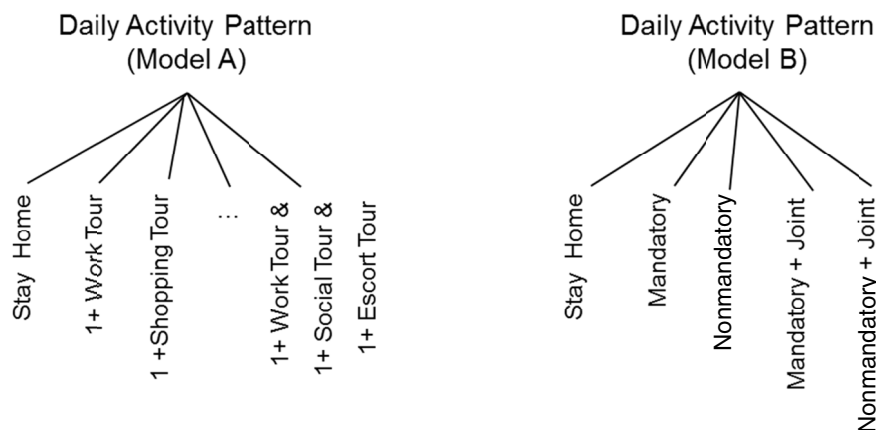 Daily Activity Pattern
(Model A)
Stay Home
1+ Work Tour
1 +Shopping Tour
...
1+ Work Tour &
1+ Social Tour &
1+ Escort Tour
Daily Activity Pattern
(Model B)
Stay Home
Mandatory
Nonmandatory
Mandatory + Joint
Nonmandatory + Joint